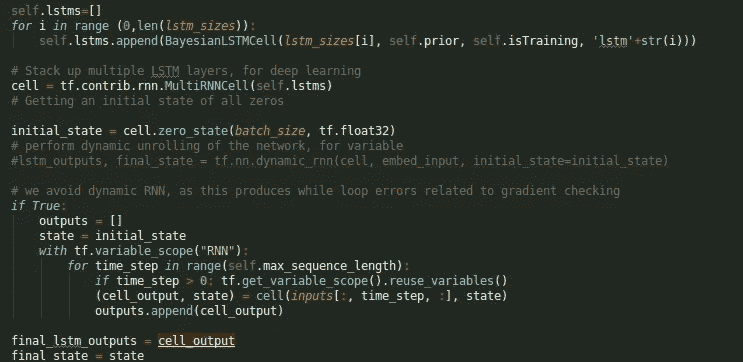 self.lstms=[]
for i in range (0,len(lstm_sizes)):
self.lstms.append(BayesianLSTMCell(lstm_sizes[i], self.prior, self.isTraining, 'lstm'+str(i)))
# Stack up multiple LSTM layers, for deep learning
cell = tf.contrib.rnn.MultiRNNCell(self.lstms)
# Getting an initial state of all zeros
initial_state = cell.zero_state(batch_size, tf.float32)
# perform dynamic unrolling of the network, for variable
#lstm_outputs, final_state = tf.nn.dynamic_rnn(cell, embed_input, initial_state=initial_state)
# we avoid dynamic RNN, as this produces while loop errors related to gradient checking
if True:
outputs = []
state = initial_state
with tf.variable_scope("RNN"):
for time_step in range(self.max_sequence_length):
if time_step > 0: tf.get_variable_scope().reuse_variables()
(cell_output, state) = cell(inputs[:, time_step, :], state)
outputs.append(cell_output)
final_lstm_outputs = cell_output
final_state = state